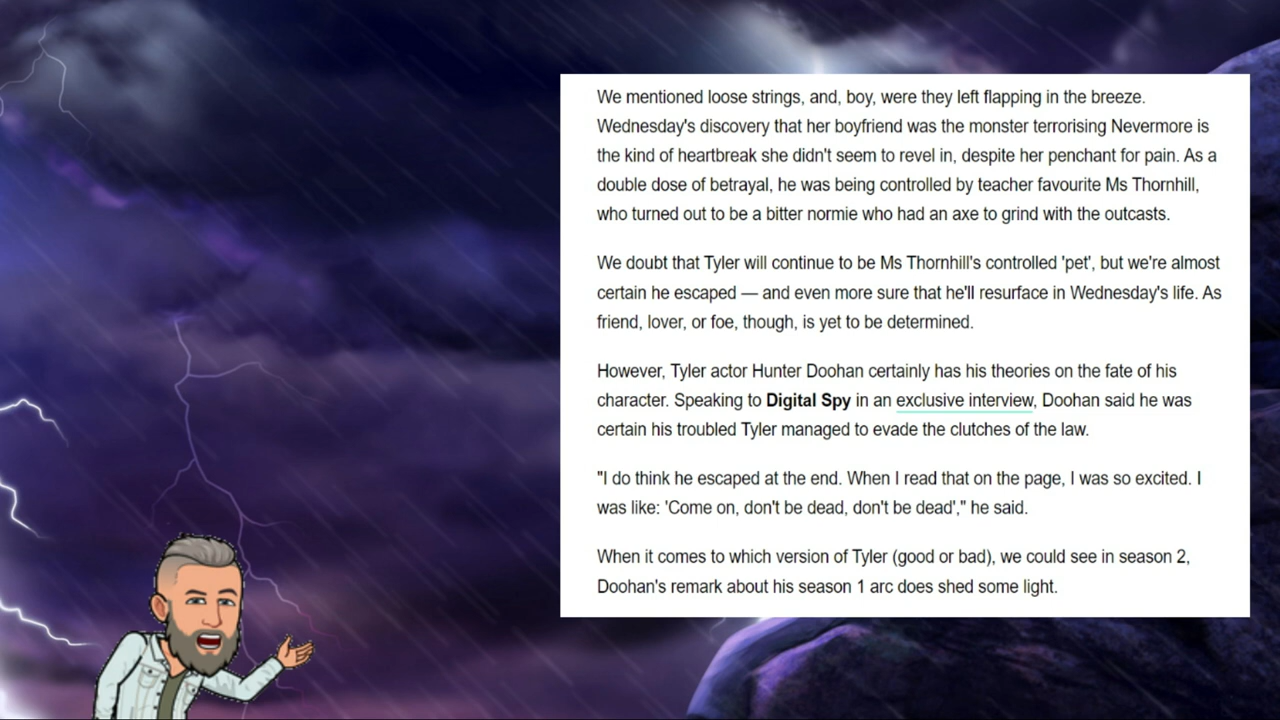 We mentioned loose strings, and, boy, were they left flapping in the breeze.
Wednesday's discovery that her boyfriend was the monster terrorising Nevermore is
the kind of heartbreak she didn't seem to revel in, despite her penchant for pain. As a
double dose of betrayal, he was being controlled by teacher favourite Ms Thornhill,
who turned out to be a bitter normie who had an axe to grind with the outcasts.
We doubt that Tyler will continue to be Ms Thornhill's controlled 'pet', but we're almost
certain he escaped — and even more sure that he'll resurface in Wednesday's life. As
friend, lover, or foe, though, is yet to be determined.
However, Tyler actor Hunter Doohan certainly has his theories on the fate of his
character. Speaking to Digital Spy in an exclusive interview, Doohan said he was
certain his troubled Tyler managed to evade the clutches of the law.
"I do think he escaped at the end. When I read that on the page, I was so excited. I
was like: 'Come on, don't be dead, don't be dead'," he said.
When it comes to which version of Tyler (good or bad), we could see in season 2,
Doohan's remark about his season 1 arc does shed some light.